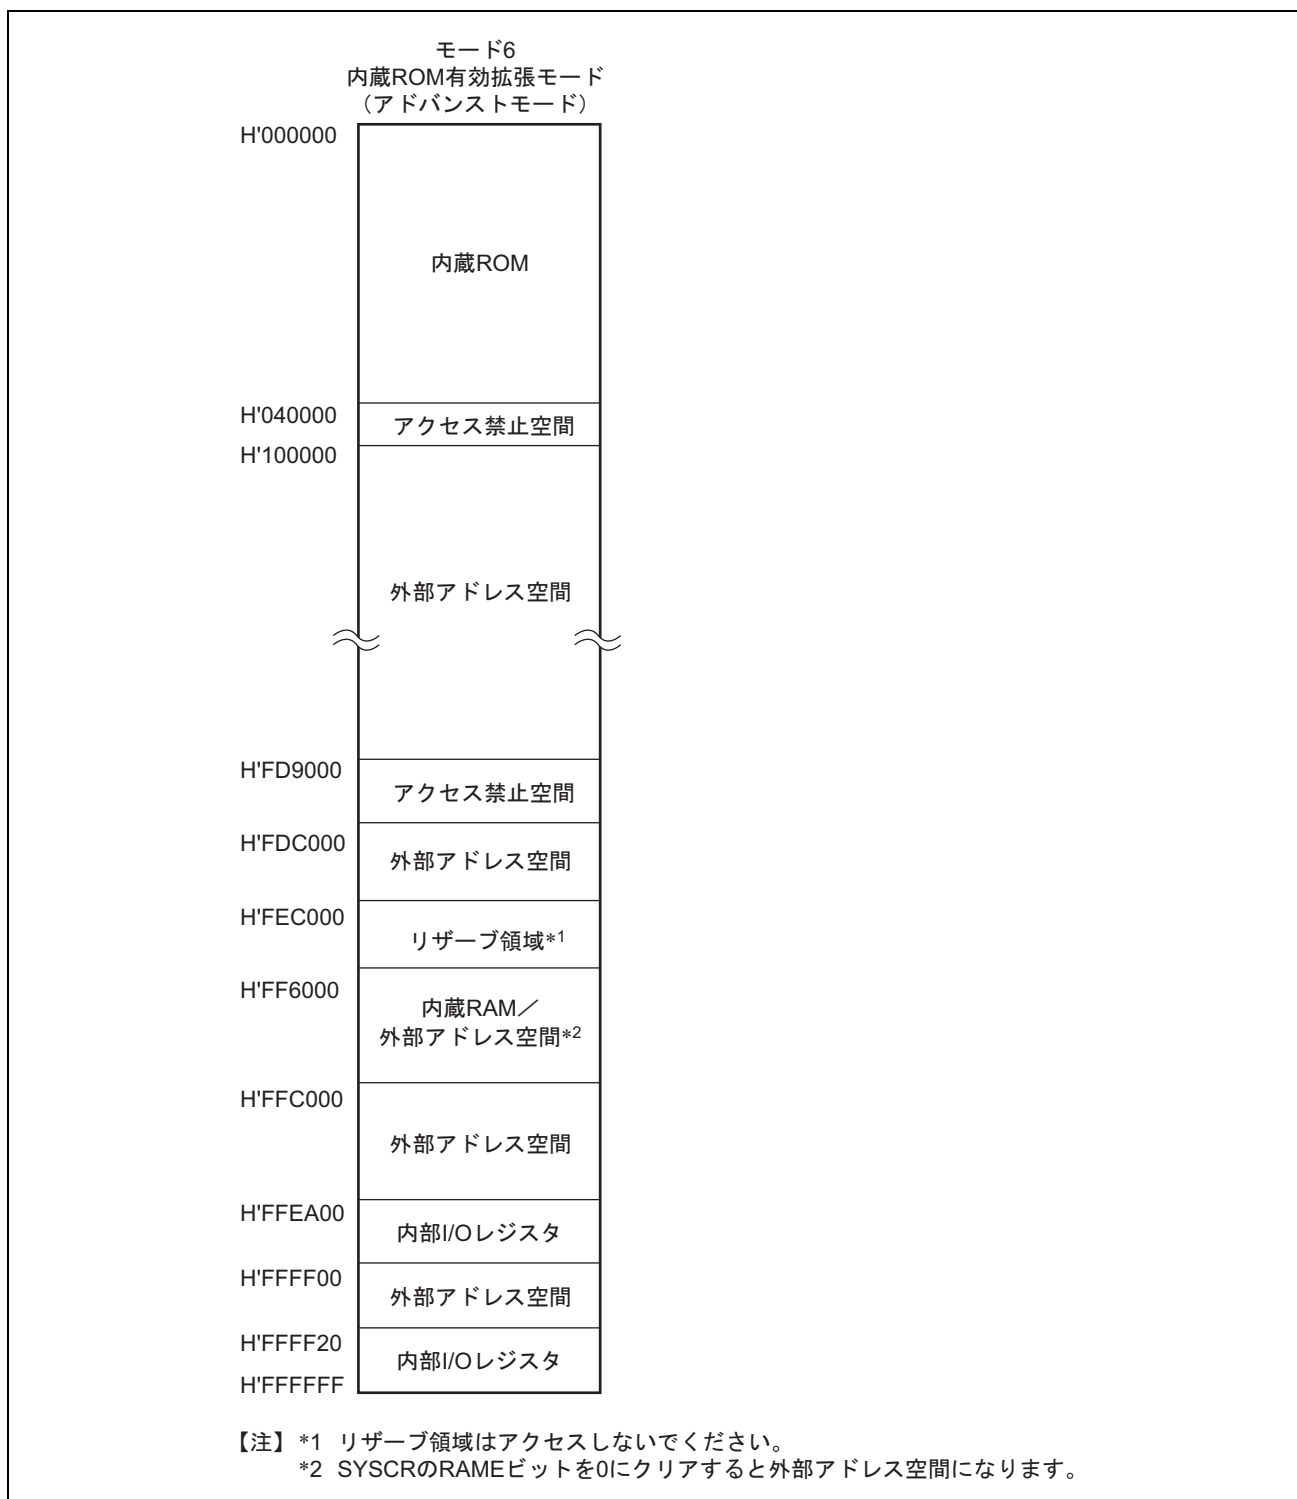 モード6
内蔵ROM有効拡張モード
(アドバンストモード)
H'000000
内蔵ROM
H'040000
アクセス禁止空間
H'100000
外部アドレス空間
H'FD9000
アクセス禁止空間
H'FDC000
外部アドレス空間
H'FEC000
リザーブ領域*1
H'FF6000
内蔵RAM／
外部アドレス空間*2
H'FFC000
外部アドレス空間
H'FFEA00
内部I/Oレジスタ
H'FFFF00
外部アドレス空間
H'FFFF20
内部I/Oレジスタ
H'FFFFFF
【注】*1 リザーブ領域はアクセスしないでください。
*2 SYSCRのRAMEビットを0にクリアすると外部アドレス空間になります。